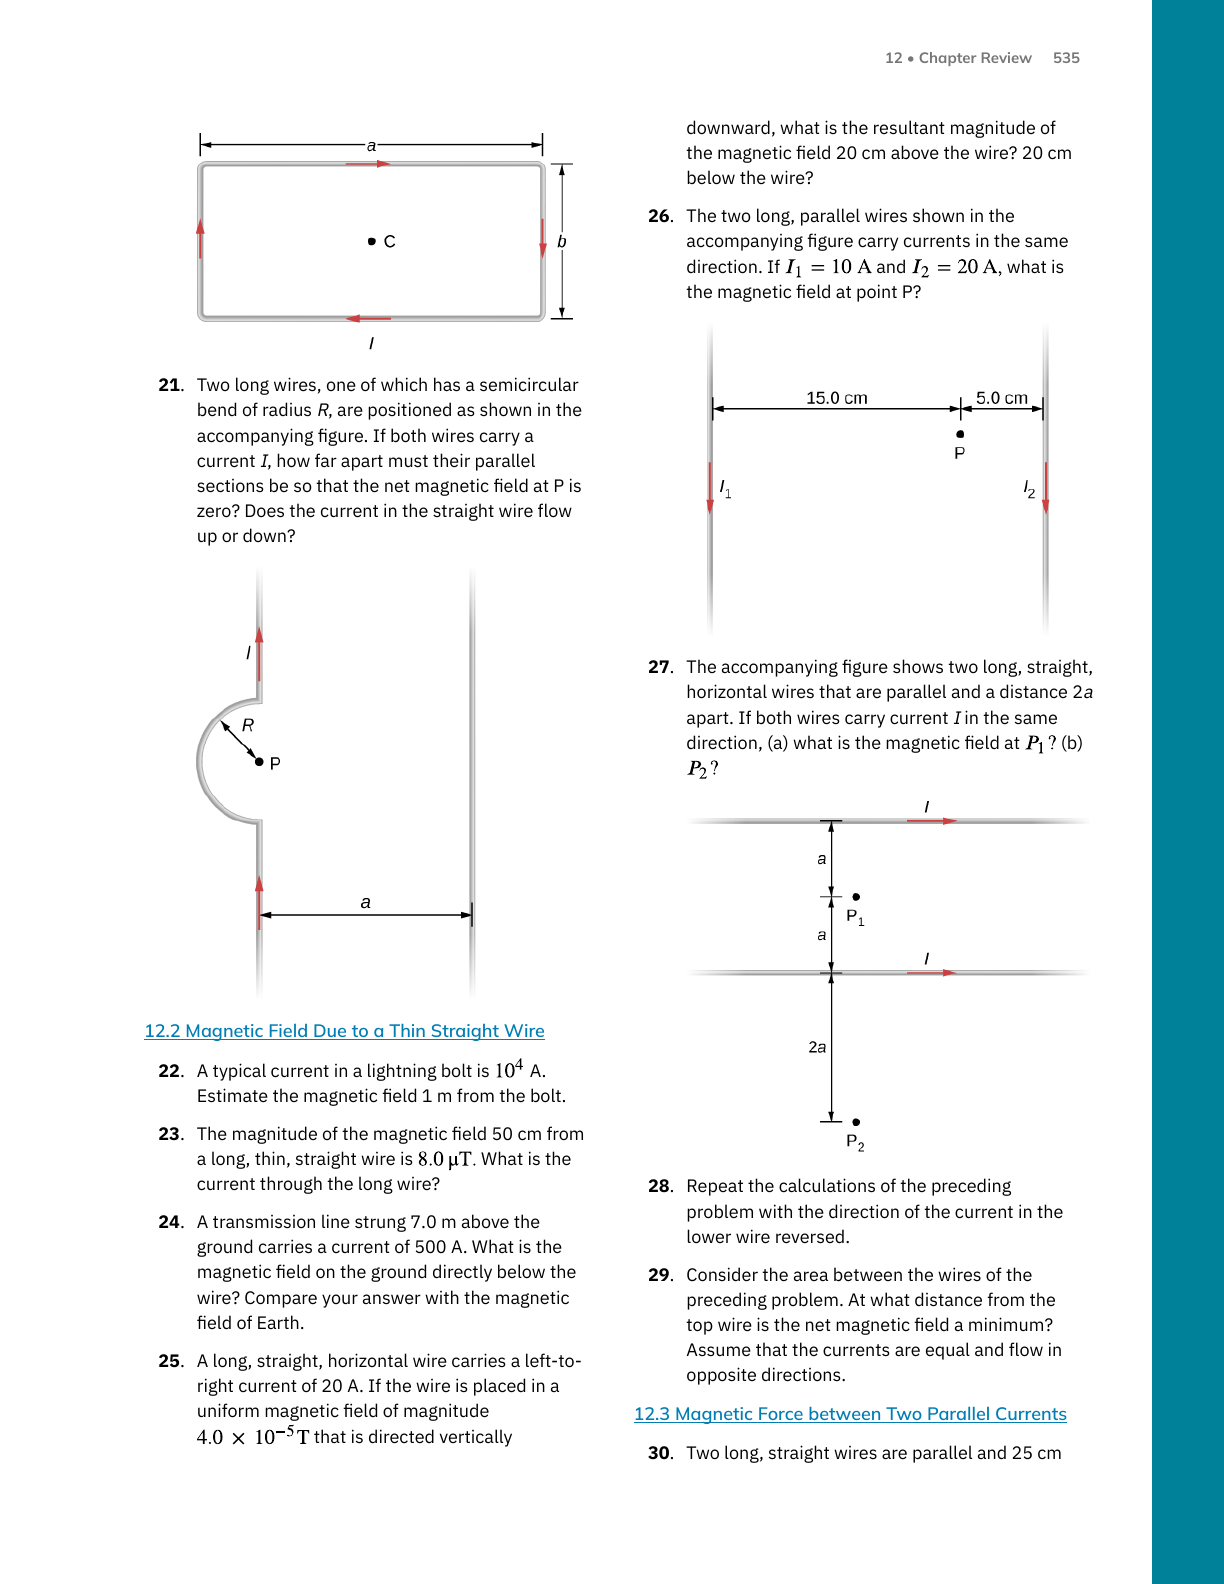 12 • Chapter Review 535
a
C
b
I
21. Two long wires, one of which has a semicircular
bend of radius R, are positioned as shown in the
accompanying figure. If both wires carry a
current I, how far apart must their parallel
sections be so that the net magnetic field at P is
zero? Does the current in the straight wire flow
up or down?
I
R
P
a
12.2 Magnetic Field Due to a Thin Straight Wire
22. A typical current in a lightning bolt is 10⁴ A.
Estimate the magnetic field 1 m from the bolt.
23. The magnitude of the magnetic field 50 cm from
a long, thin, straight wire is 8.0 μT. What is the
current through the long wire?
24. A transmission line strung 7.0 m above the
ground carries a current of 500 A. What is the
magnetic field on the ground directly below the
wire? Compare your answer with the magnetic
field of Earth.
25. A long, straight, horizontal wire carries a left-to-
right current of 20 A. If the wire is placed in a
uniform magnetic field of magnitude
4.0 × 10⁻⁵T that is directed vertically
downward, what is the resultant magnitude of
the magnetic field 20 cm above the wire? 20 cm
below the wire?
26. The two long, parallel wires shown in the
accompanying figure carry currents in the same
direction. If I₁ = 10 A and I₂ = 20 A, what is
the magnetic field at point P?
15.0 cm 5.0 cm
P
I₁ I₂
27. The accompanying figure shows two long, straight,
horizontal wires that are parallel and a distance 2a
apart. If both wires carry current I in the same
direction, (a) what is the magnetic field at P₁? (b)
P₂?
I
a
P₁
a
I
2a
P₂
28. Repeat the calculations of the preceding
problem with the direction of the current in the
lower wire reversed.
29. Consider the area between the wires of the
preceding problem. At what distance from the
top wire is the net magnetic field a minimum?
Assume that the currents are equal and flow in
opposite directions.
12.3 Magnetic Force between Two Parallel Currents
30. Two long, straight wires are parallel and 25 cm